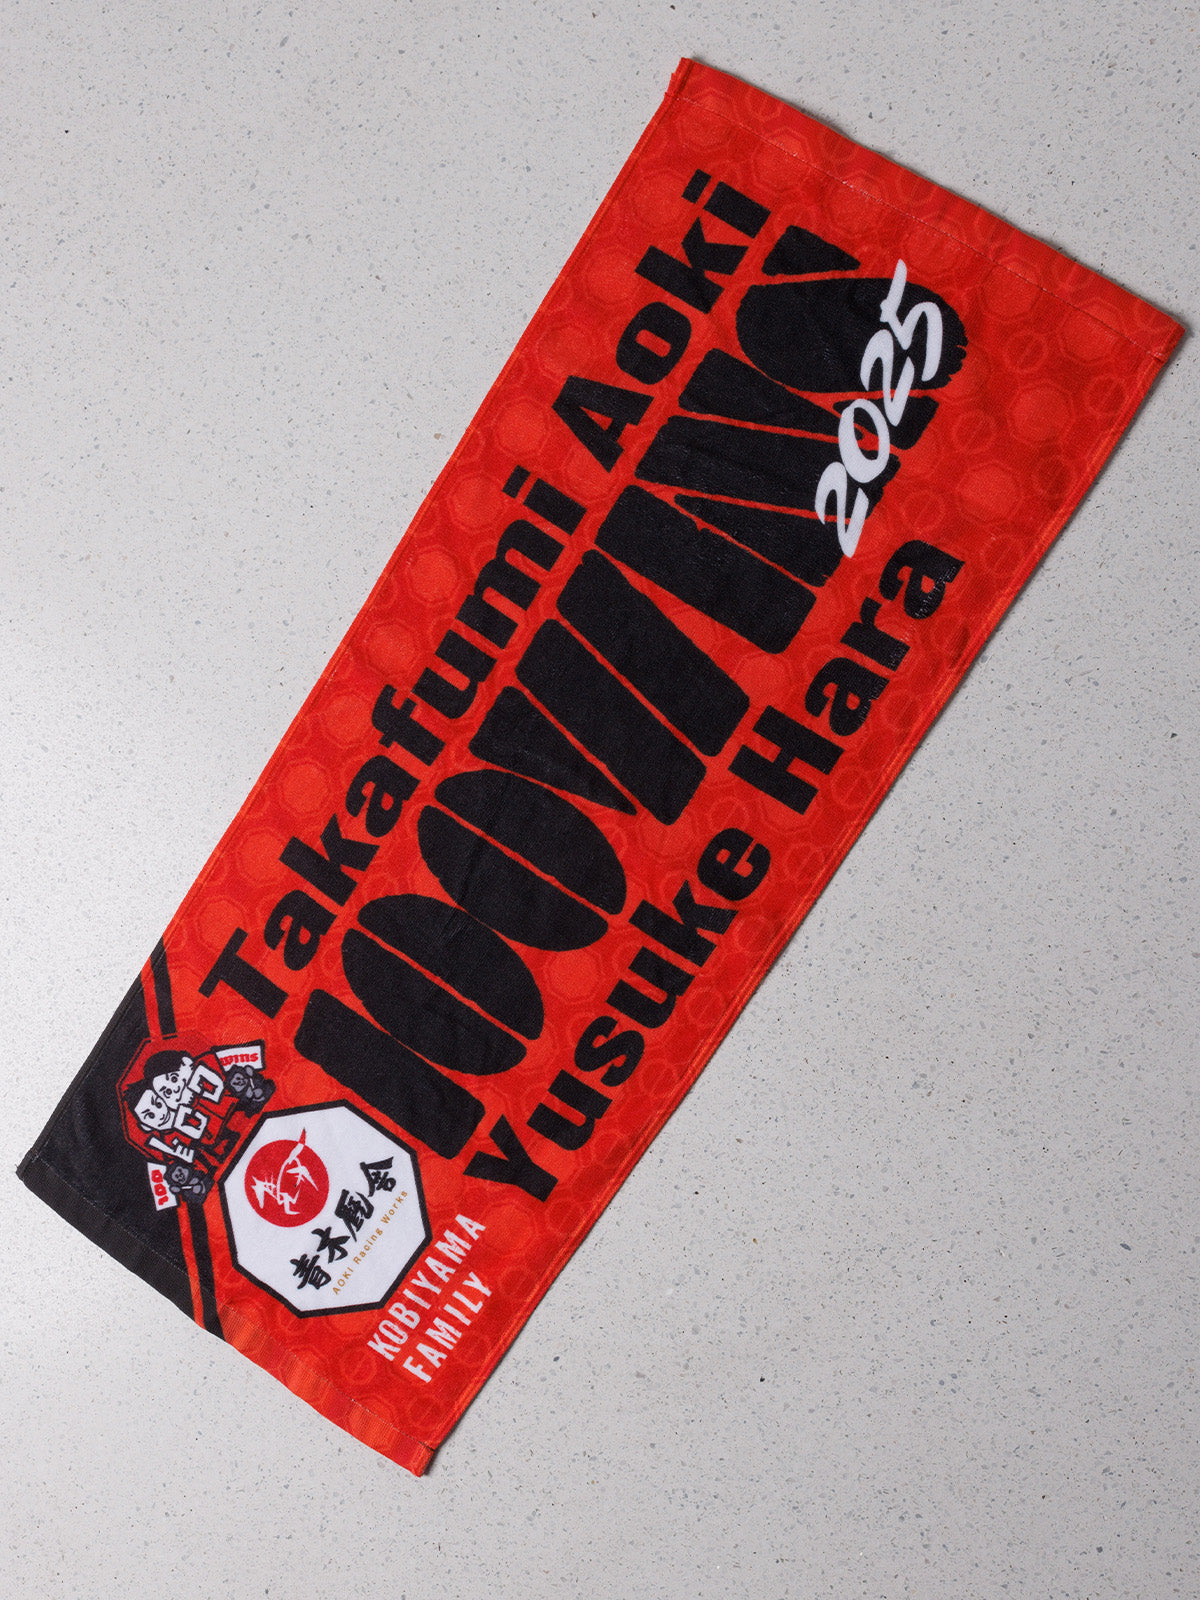 Takafumi Aoki
100WINS!
2025
Yusuke Hara
wins
100
青木厩舎
AOKI Racing Works
KOBIYAMA
FAMILY